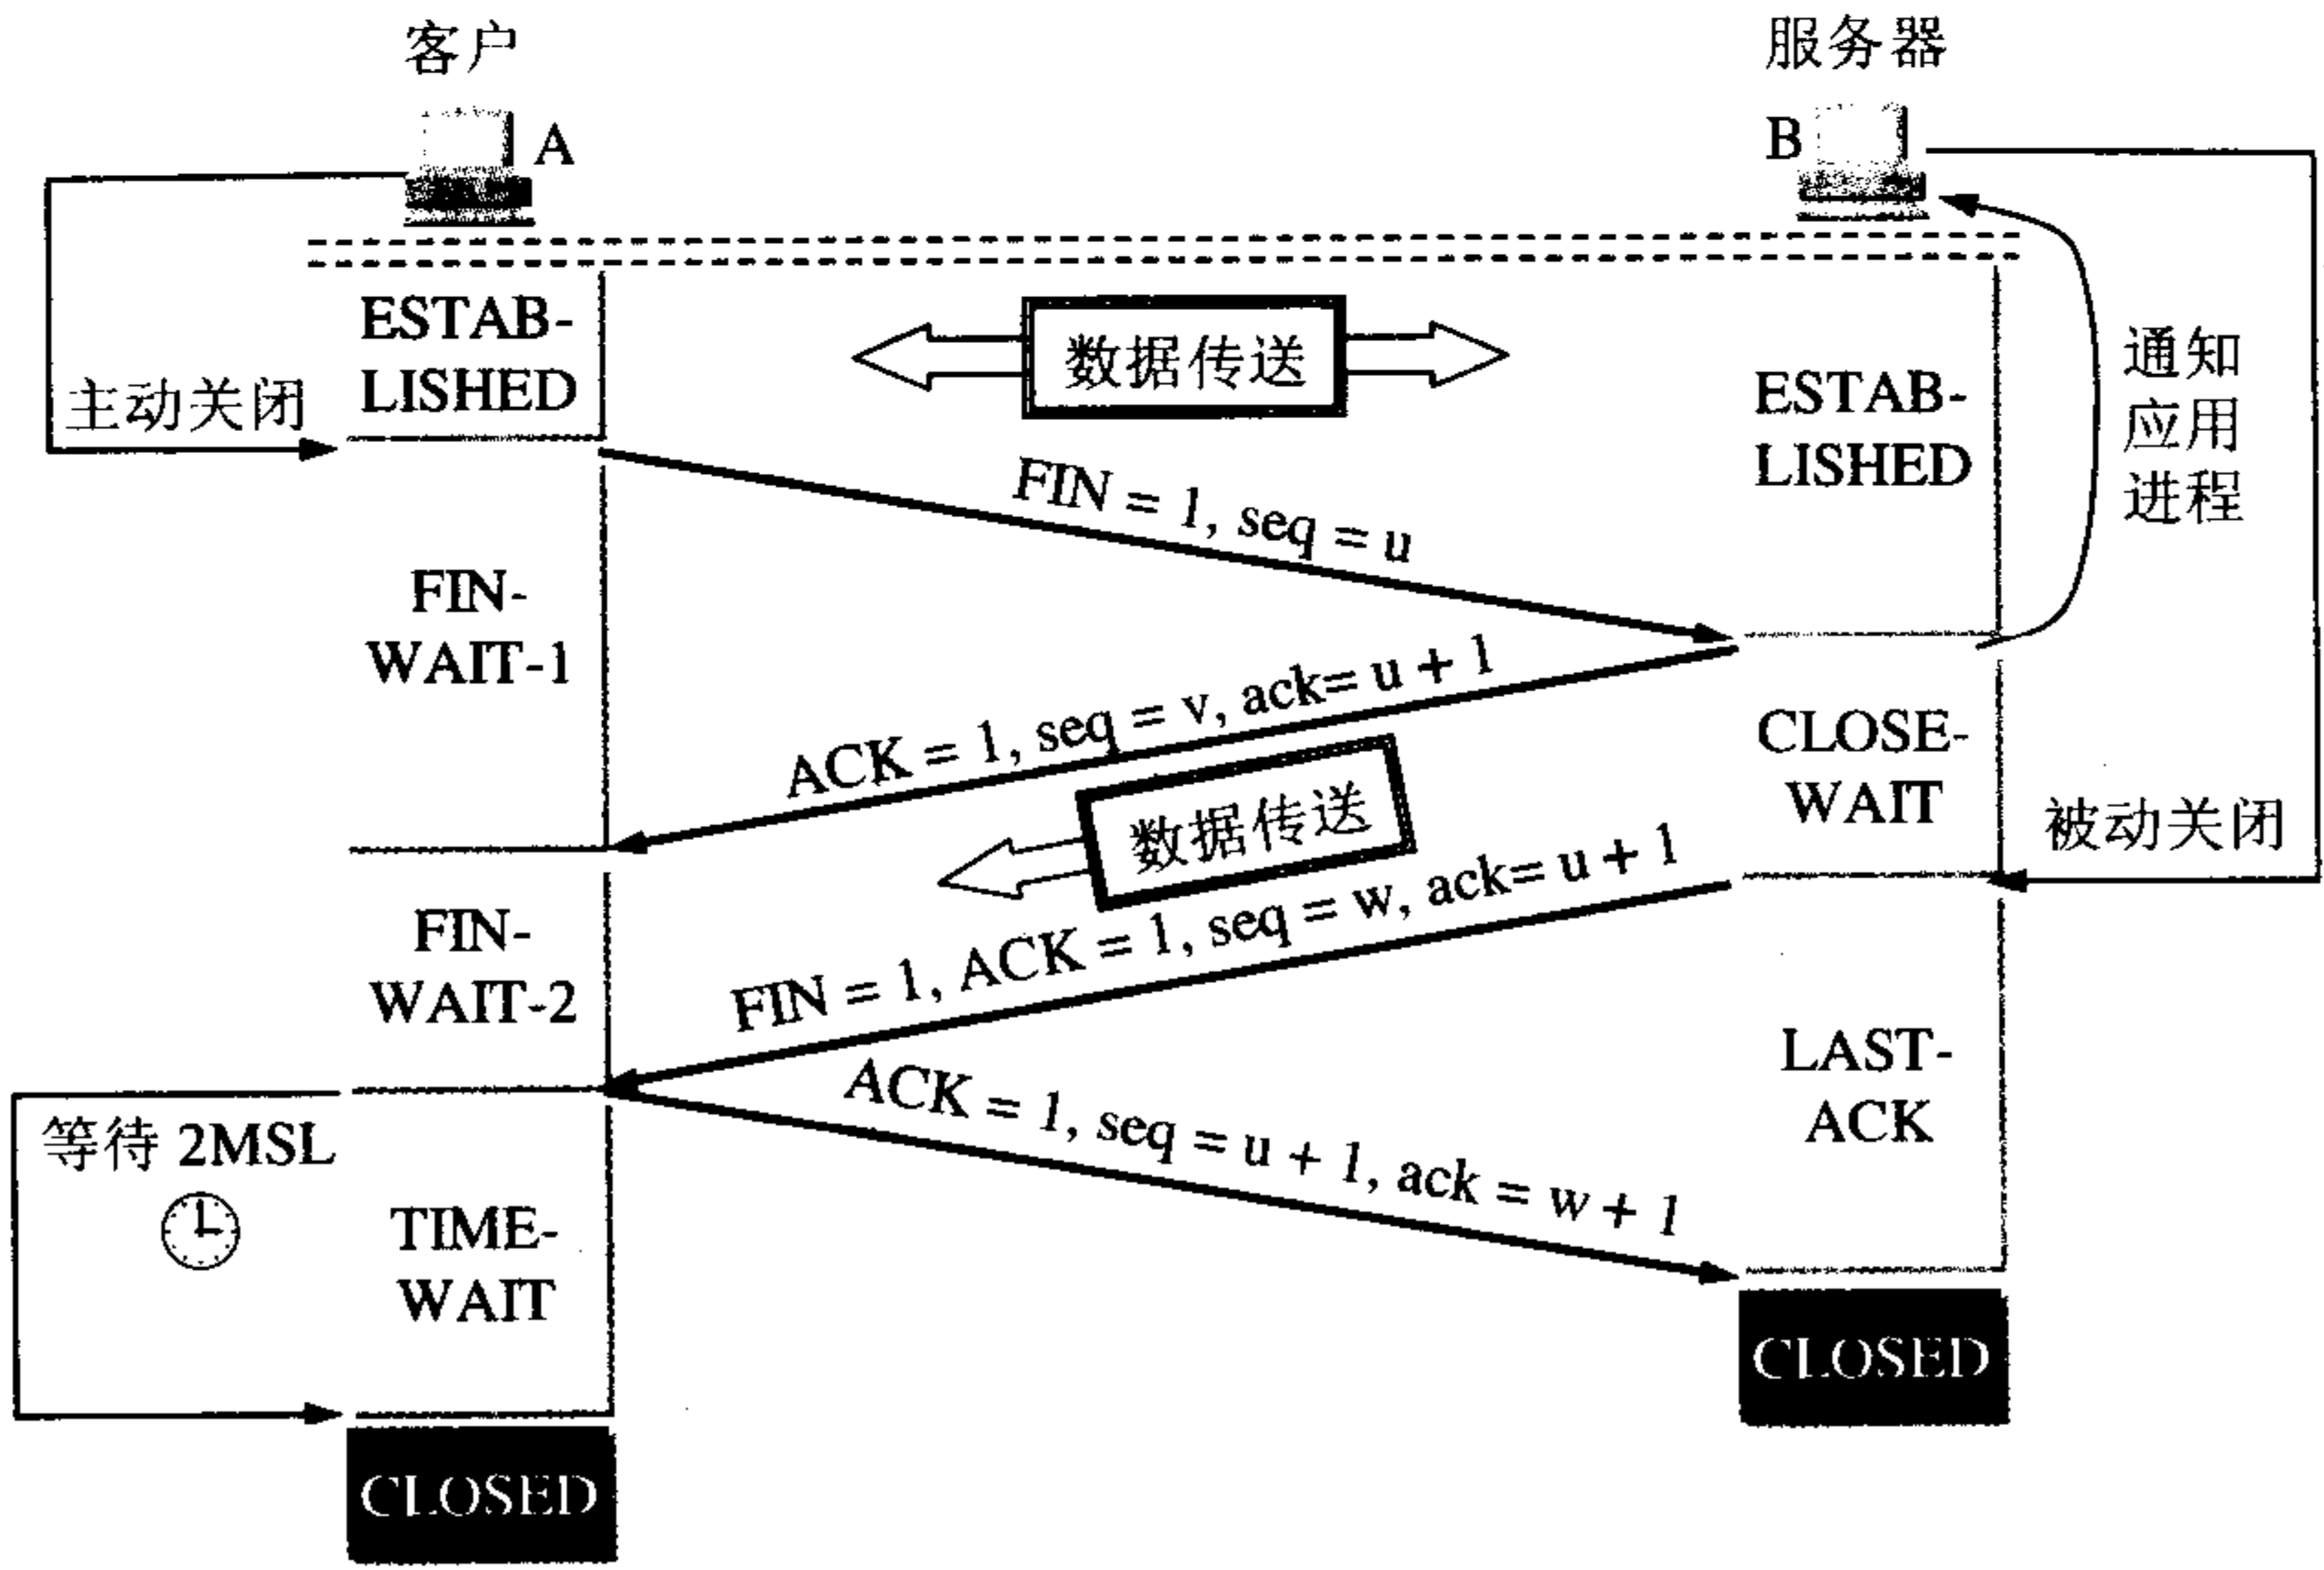 客户
服务器
A
B
ESTAB-
LISHED
数据传送
ESTAB-
LISHED
通知
应用
进程
主动关闭
FIN = 1, seq = u
FIN-
WAIT-1
ACK = 1, seq = v, ack= u + 1
CLOSE-
WAIT
数据传送
被动关闭
FIN-
WAIT-2
FIN = 1, ACK = 1, seq = w, ack= u + 1
LAST-
ACK
等待 2MSL
ACK = 1, seq = u + 1, ack = w + 1
TIME-
WAIT
CLOSED
CLOSED